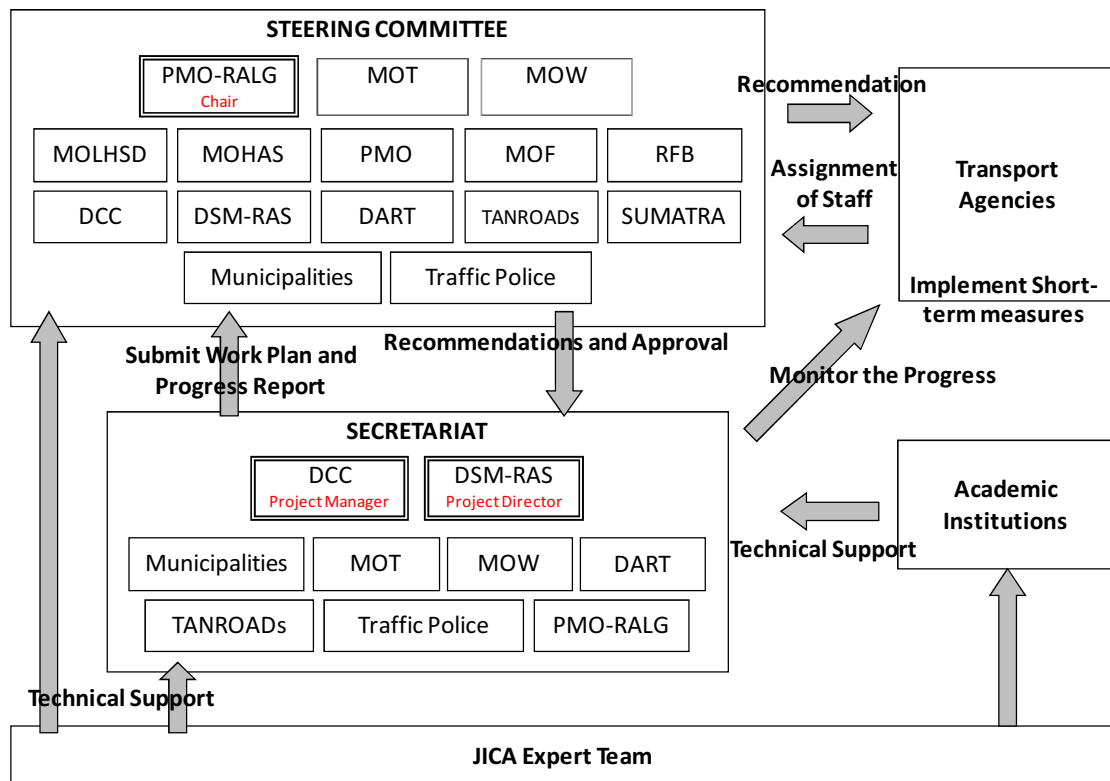 STEERING COMMITTEE
PMO-RALG
Chair
MOT
MOW
MOLHSD
MOHAS
PMO
MOF
RFB
DCC
DSM-RAS
DART
TANROADs
SUMATRA
Municipalities
Traffic Police
Recommendation
Assignment
of Staff
Transport
Agencies
Implement Short-
term measures
Submit Work Plan and
Progress Report
Recommendations and Approval
Monitor the Progress
SECRETARIAT
DCC
Project Manager
DSM-RAS
Project Director
Municipalities
MOT
MOW
DART
TANROADs
Traffic Police
PMO-RALG
Academic
Institutions
Technical Support
Technical Support
JICA Expert Team